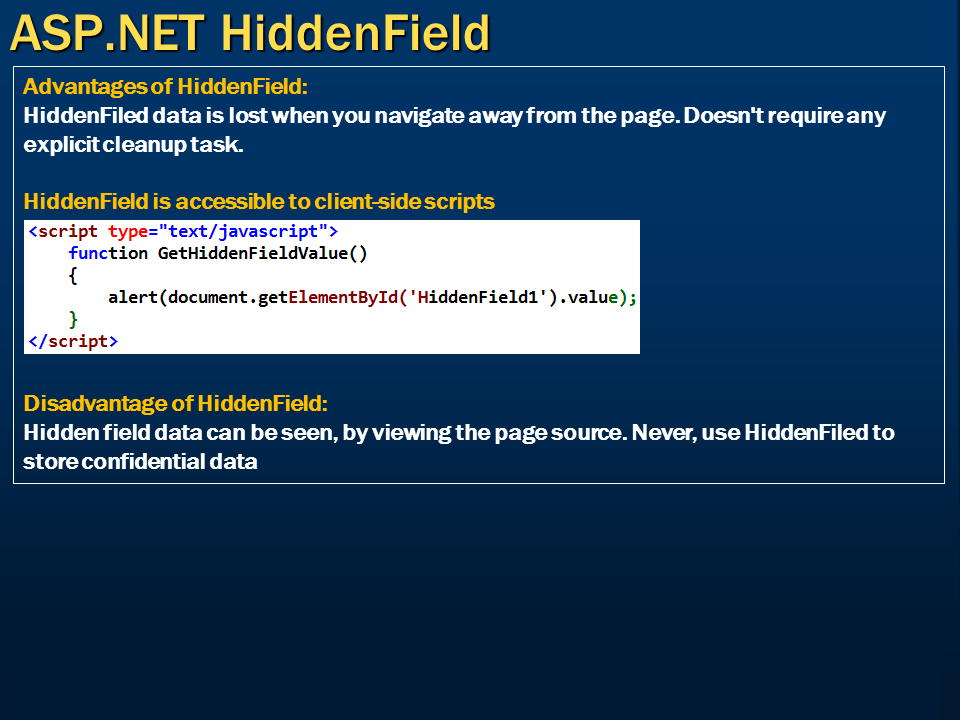 ASP.NET HiddenField
Advantages of HiddenField:
HiddenFiled data is lost when you navigate away from the page. Doesn't require any
explicit cleanup task.
HiddenField is accessible to client-side scripts
<script type="text/javascript">
    function GetHiddenFieldValue()
    {
        alert(document.getElementById('HiddenField1').value);
    }
</script>
Disadvantage of HiddenField:
Hidden field data can be seen, by viewing the page source. Never, use HiddenFiled to
store confidential data